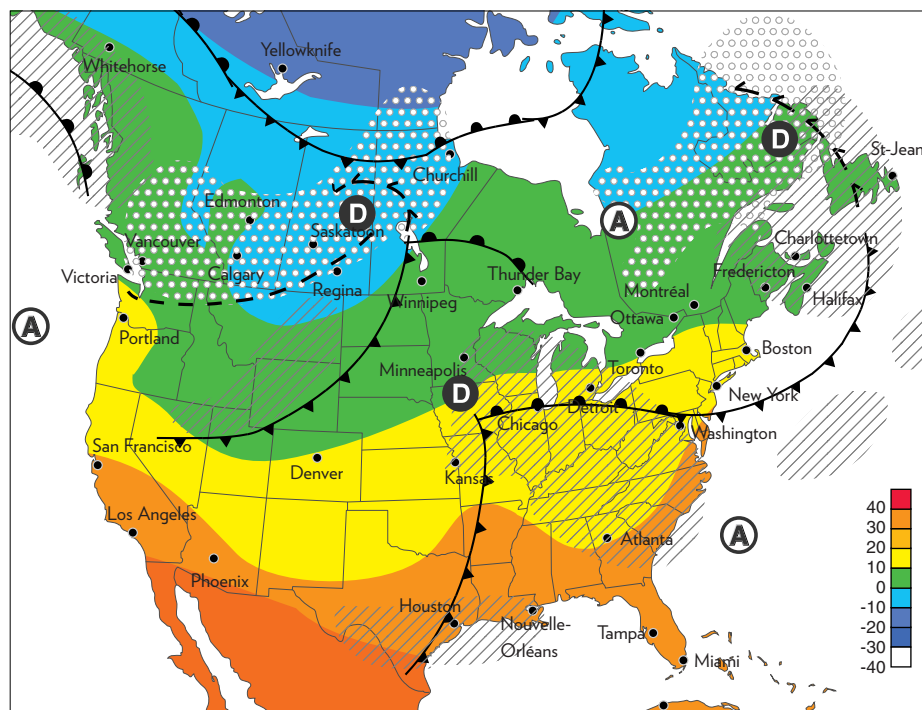 Yellowknife
Whitehorse
D
St-Jean
Churchill
Edmonton
D
A
Saskatoon
Vancouver
Charlottetown
Calgary
Victoria
Regina
Thunder Bay
Fredericton
Winnipeg
Montréal
Halifax
Ottawa
A
Portland
Boston
Minneapolis
Toronto
D
New York
Detroit
Chicago
Washington
San Francisco
Denver
Kansas
Los Angeles
A
Atlanta
Phoenix
Houston
Nouvelle-
Orléans
Tampa
Miami
40
30
20
10
0
-10
-20
-30
-40